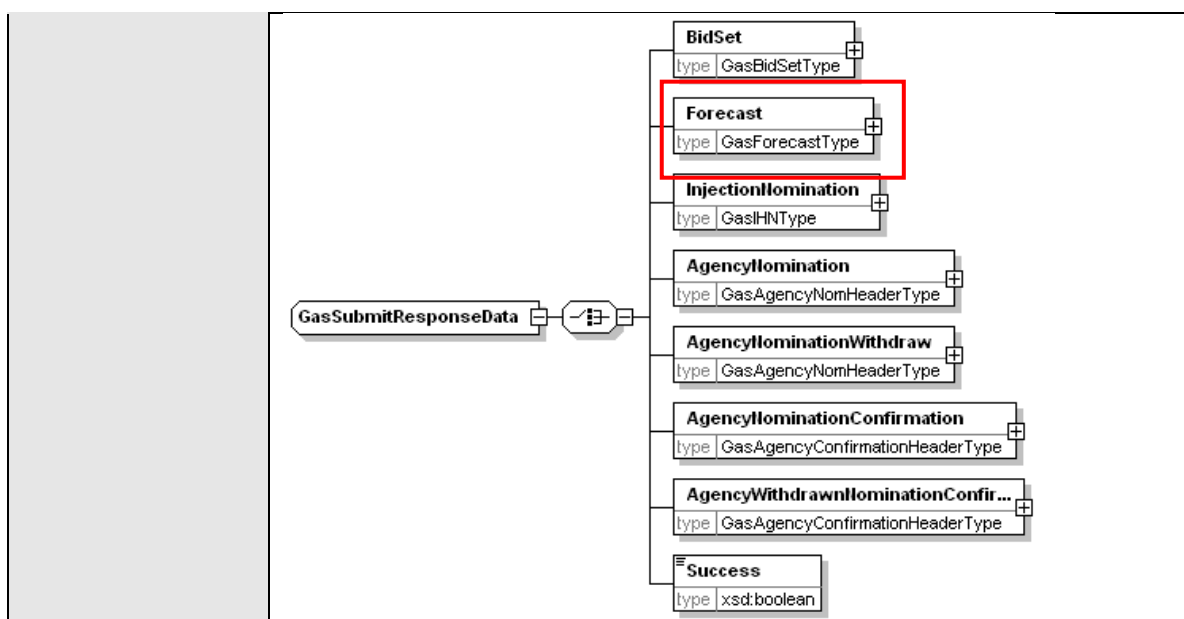 BidSet
type GasBidSetType
Forecast
type GasForecastType
InjectionNomination
type GasIHNType
AgencyNomination
type GasAgencyNomHeaderType
GasSubmitResponseData
AgencyNominationWithdraw
type GasAgencyNomHeaderType
AgencyNominationConfirmation
type GasAgencyConfirmationHeaderType
AgencyWithdrawnNominationConfir...
type GasAgencyConfirmationHeaderType
Success
type xsd:boolean